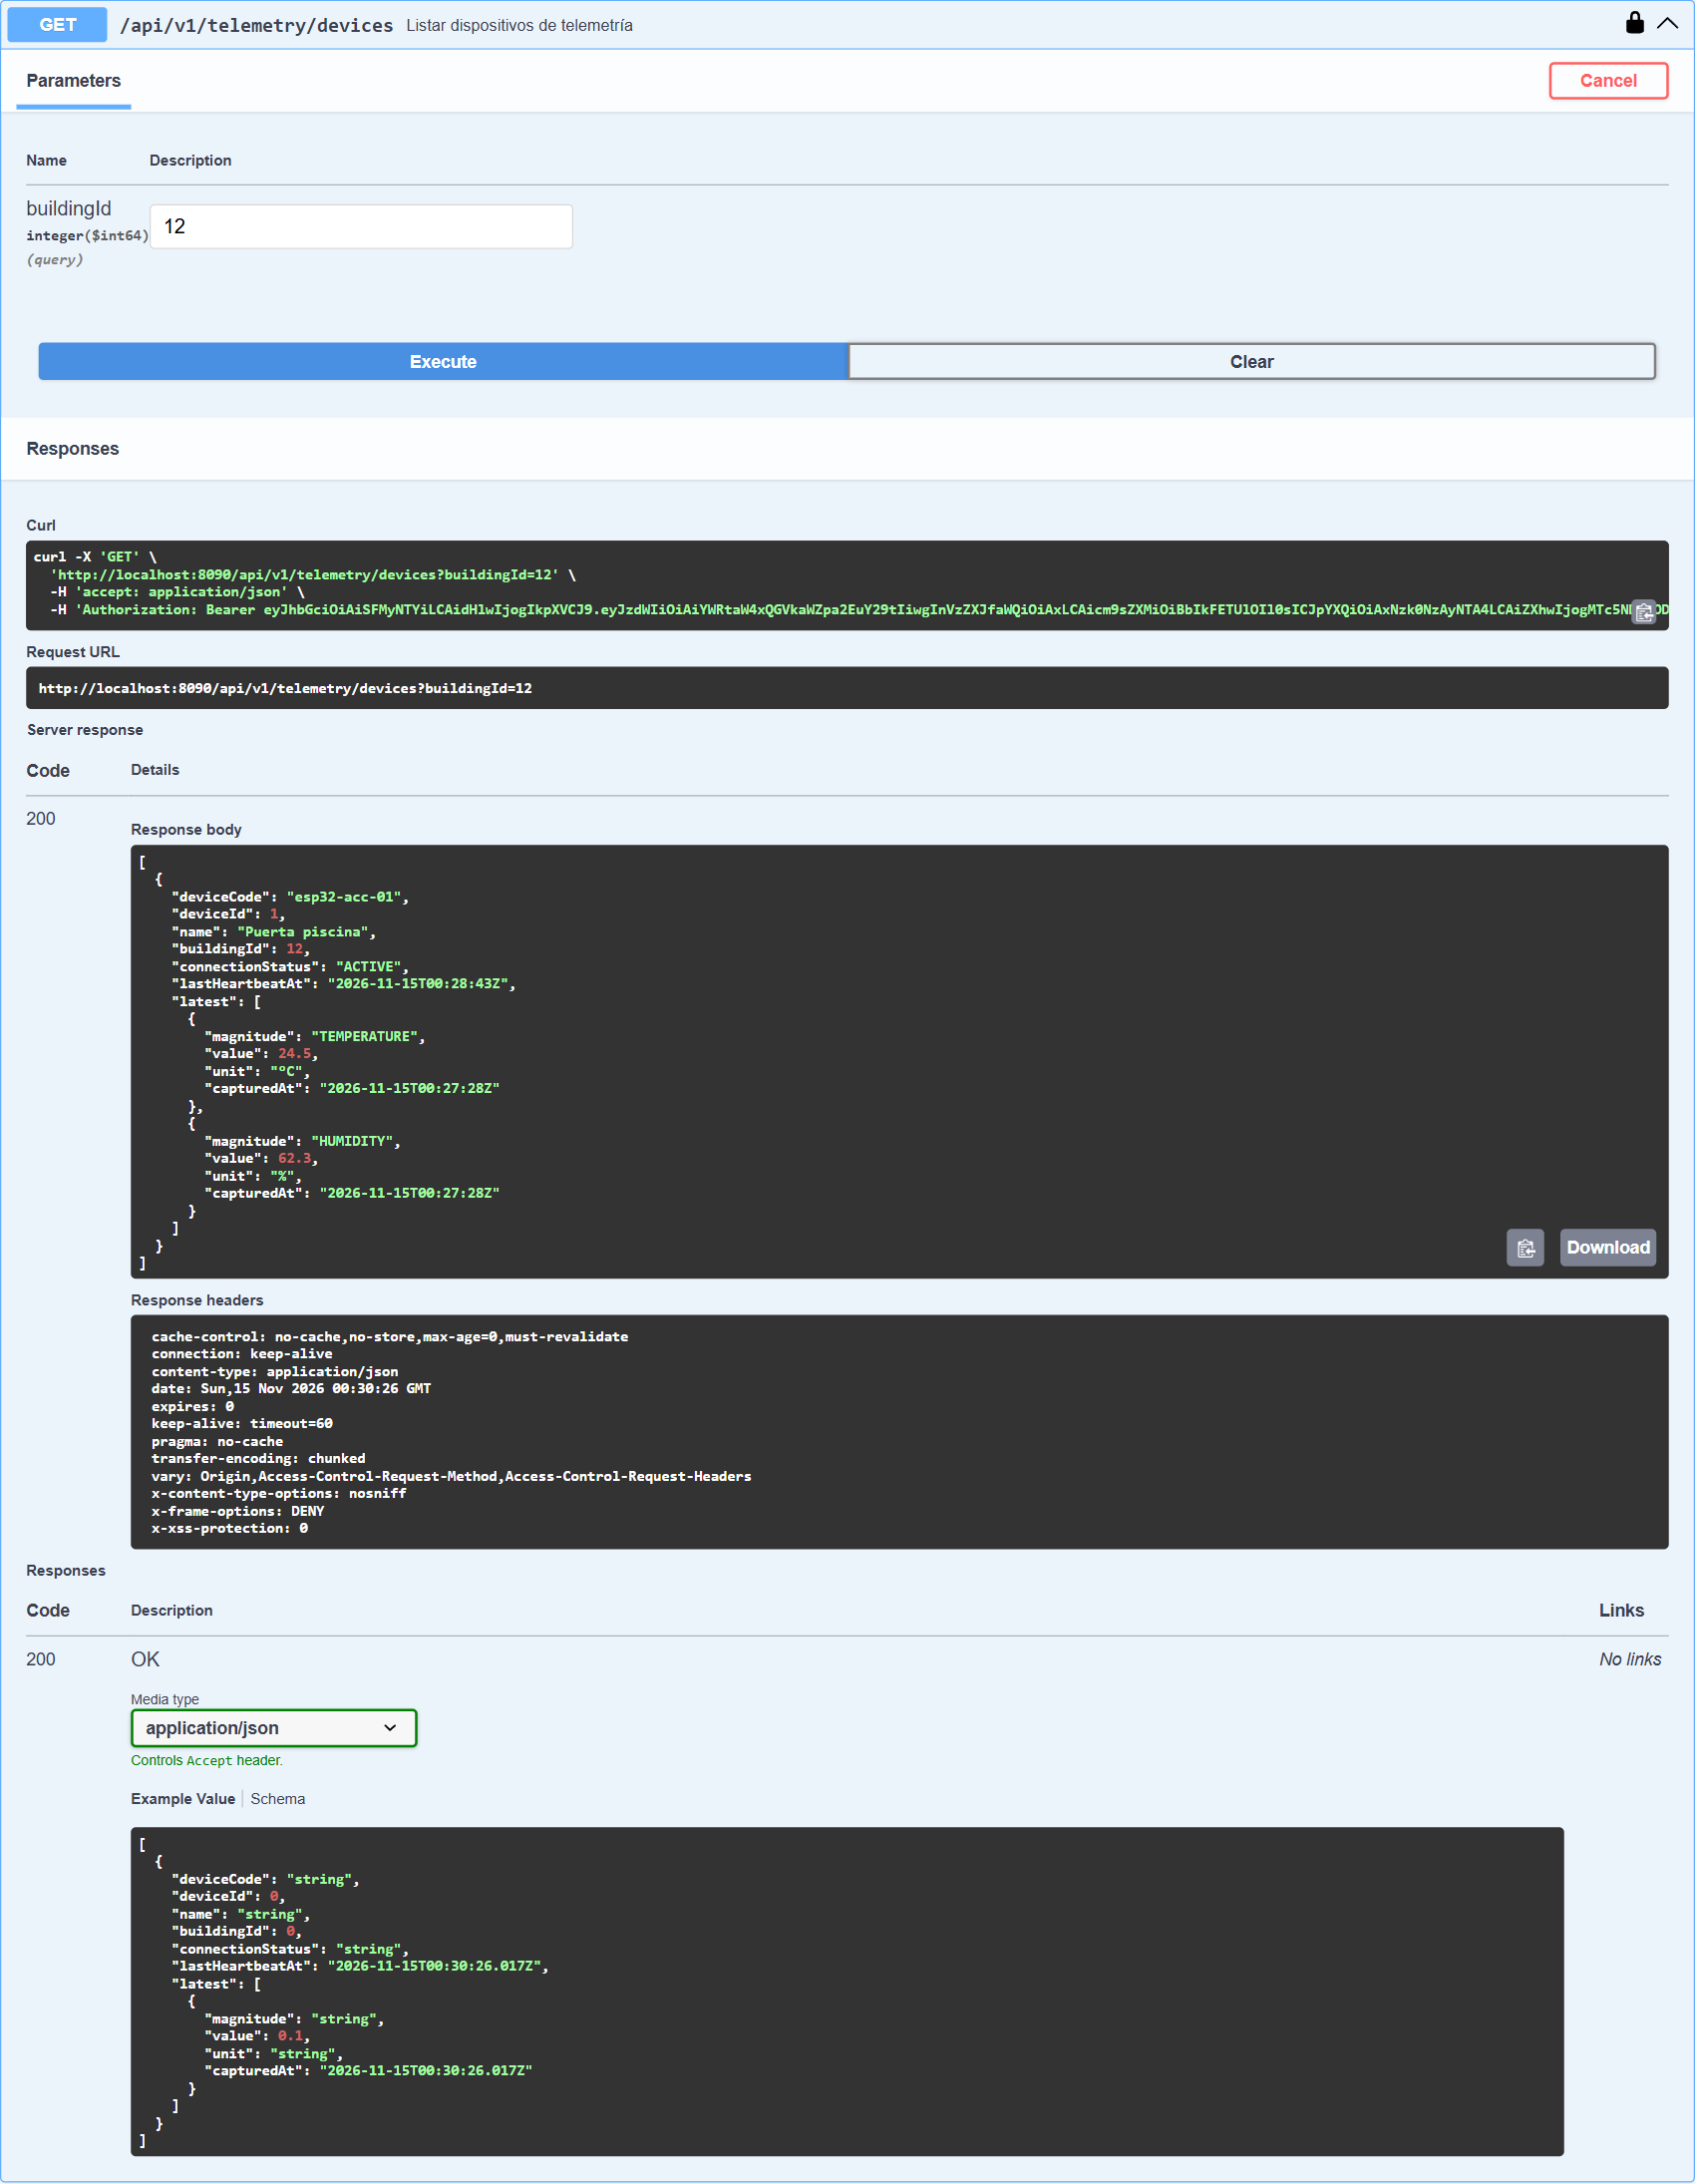 GET /api/v1/telemetry/devices Listar dispositivos de telemetría
Parameters
Cancel
Name Description
buildingId
integer($int64)
(query)
12
Execute Clear
Responses
Curl
curl -X 'GET' \
'http://localhost:8090/api/v1/telemetry/devices?buildingId=12' \
-H 'accept: application/json' \
-H 'Authorization: Bearer
Request URL
http://localhost:8090/api/v1/telemetry/devices?buildingId=12
Server response
Code Details
200
Response body
[
{
"deviceCode": "esp32-acc-01",
"deviceId": 1,
"name": "Puerta piscina",
"buildingId": 12,
"connectionStatus": "ACTIVE",
"lastHeartbeatAt": "2026-11-15T00:28:43Z",
"latest": [
{
"magnitude": "TEMPERATURE",
"value": 24.5,
"unit": "ºC",
"capturedAt": "2026-11-15T00:27:28Z"
},
{
"magnitude": "HUMIDITY",
"value": 62.3,
"unit": "%",
"capturedAt": "2026-11-15T00:27:28Z"
}
]
}
]
Download
Response headers
cache-control: no-cache,no-store,max-age=0,must-revalidate
connection: keep-alive
content-type: application/json
date: Sun,15 Nov 2026 00:30:26 GMT
expires: 0
keep-alive: timeout=60
pragma: no-cache
transfer-encoding: chunked
vary: Origin,Access-Control-Request-Method,Access-Control-Request-Headers
x-content-type-options: nosniff
x-frame-options: DENY
x-xss-protection: 0
Responses
Code Description Links
200 OK No links
Media type
application/json
Controls Accept header.
Example Value Schema
[
{
"deviceCode": "string",
"deviceId": 0,
"name": "string",
"buildingId": 0,
"connectionStatus": "string",
"lastHeartbeatAt": "2026-11-15T00:30:26.017Z",
"latest": [
{
"magnitude": "string",
"value": 0.1,
"unit": "string",
"capturedAt": "2026-11-15T00:30:26.017Z"
}
]
}
]